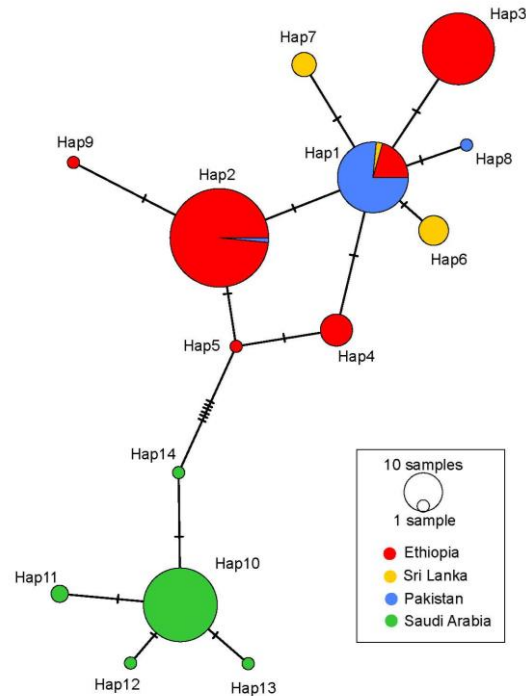 Hap3
Hap7
Hap1
Hap8
Hap9
Hap2
Hap6
Hap5
Hap4
Hap14
Hap10
Hap11
Hap12
Hap13
10 samples
1 sample
Ethiopia
Sri Lanka
Pakistan
Saudi Arabia